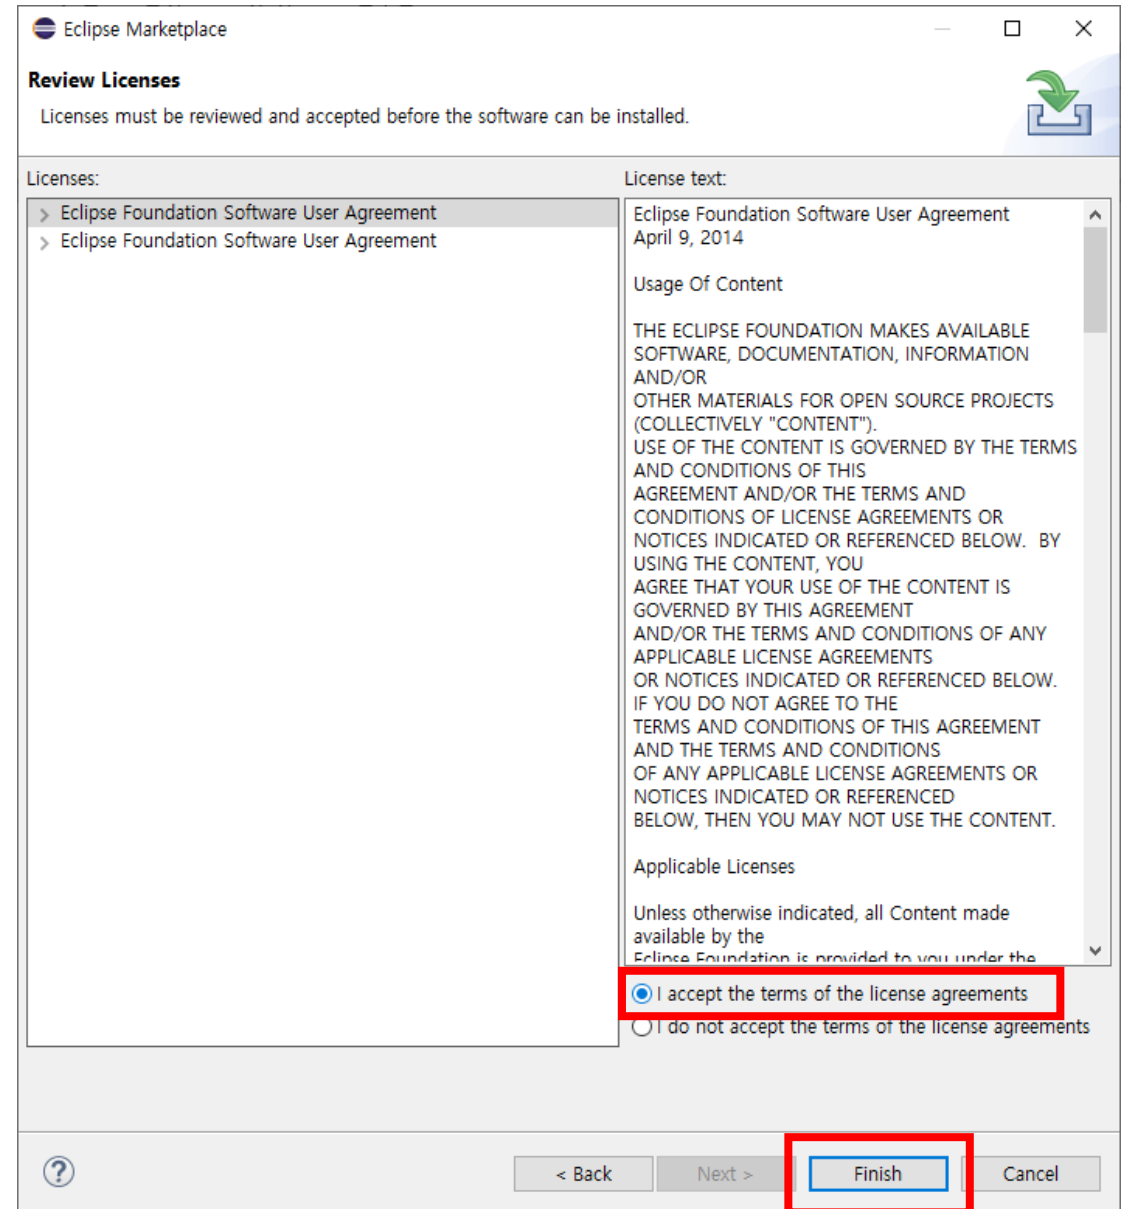 Eclipse Marketplace
Review Licenses
Licenses must be reviewed and accepted before the software can be installed.
Licenses:
Eclipse Foundation Software User Agreement
Eclipse Foundation Software User Agreement
License text:
Eclipse Foundation Software User Agreement
April 9, 2014
Usage Of Content
THE ECLIPSE FOUNDATION MAKES AVAILABLE
SOFTWARE, DOCUMENTATION, INFORMATION
AND/OR
OTHER MATERIALS FOR OPEN SOURCE PROJECTS
(COLLECTIVELY "CONTENT").
USE OF THE CONTENT IS GOVERNED BY THE TERMS
AND CONDITIONS OF THIS
AGREEMENT AND/OR THE TERMS AND
CONDITIONS OF LICENSE AGREEMENTS OR
NOTICES INDICATED OR REFERENCED BELOW.  BY
USING THE CONTENT, YOU
AGREE THAT YOUR USE OF THE CONTENT IS
GOVERNED BY THIS AGREEMENT
AND/OR THE TERMS AND CONDITIONS OF ANY
APPLICABLE LICENSE AGREEMENTS
OR NOTICES INDICATED OR REFERENCED BELOW.
IF YOU DO NOT AGREE TO THE
TERMS AND CONDITIONS OF THIS AGREEMENT
AND THE TERMS AND CONDITIONS
OF ANY APPLICABLE LICENSE AGREEMENTS OR
NOTICES INDICATED OR REFERENCED
BELOW, THEN YOU MAY NOT USE THE CONTENT.
Applicable Licenses
Unless otherwise indicated, all Content made
available by the
Eclipse Foundation is provided to you under the
I accept the terms of the license agreements
I do not accept the terms of the license agreements
?
< Back
Next >
Finish
Cancel